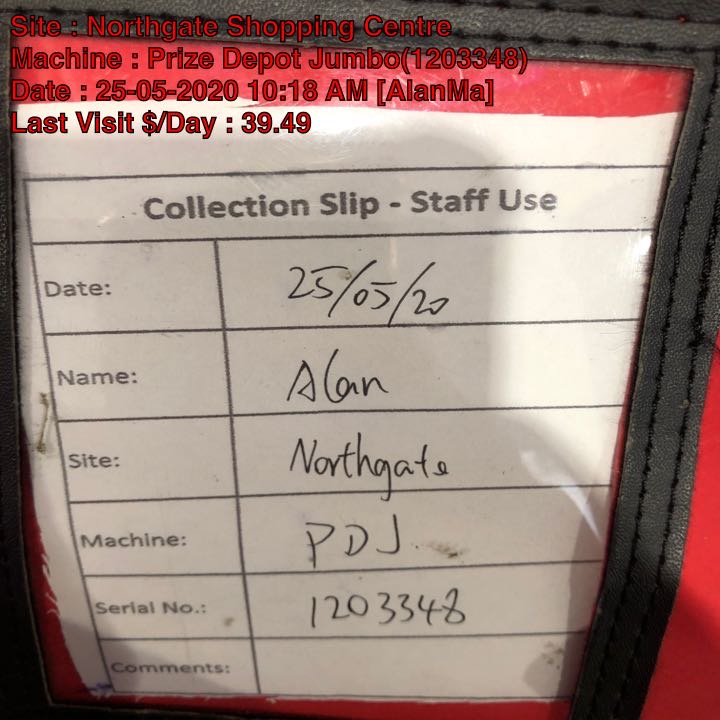 Site : Northgate Shopping Centre
Machine : Prize Depot Jumbo(1203348)
Date : 25-05-2020 10:18 AM [AlanMa]
Last Visit $/Day : 39.49
Collection Slip - Staff Use
Date: 25/05/20
Name: Alan
Site: Northgate
Machine: PDJ
Serial No.: 1203348
Comments: